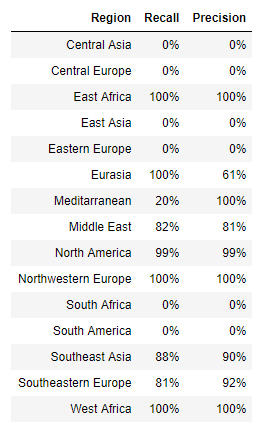 Region Recall Precision
Central Asia 0% 0%
Central Europe 0% 0%
East Africa 100% 100%
East Asia 0% 0%
Eastern Europe 0% 0%
Eurasia 100% 61%
Meditarranean 20% 100%
Middle East 82% 81%
North America 99% 99%
Northwestern Europe 100% 100%
South Africa 0% 0%
South America 0% 0%
Southeast Asia 88% 90%
Southeastern Europe 81% 92%
West Africa 100% 100%